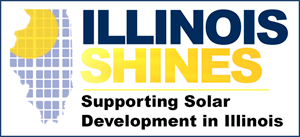 ILLINOIS
SHINES
Supporting Solar
Development in Illinois